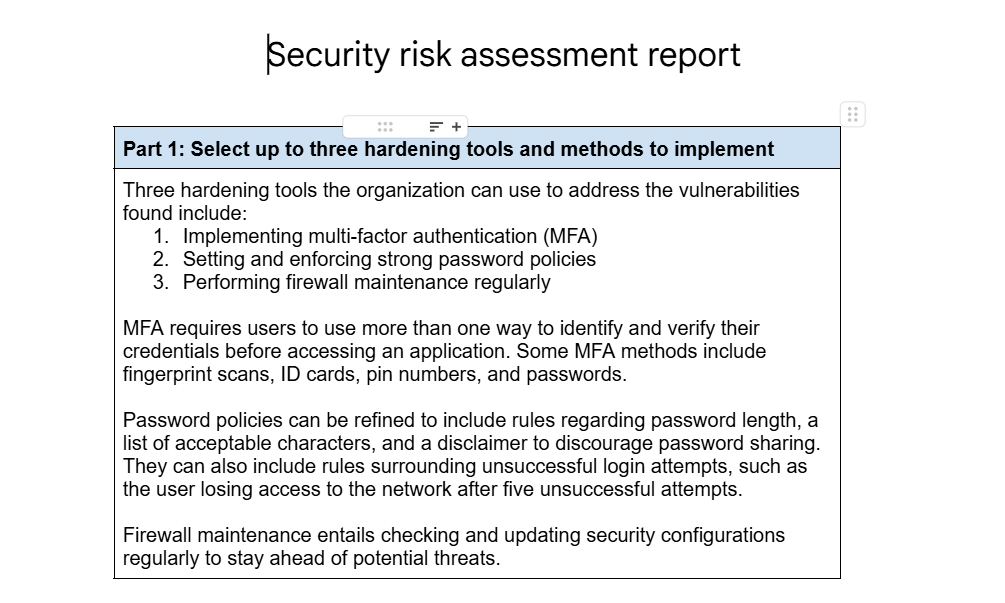 Security risk assessment report
Part 1: Select up to three hardening tools and methods to implement
Three hardening tools the organization can use to address the vulnerabilities
found include:
1. Implementing multi-factor authentication (MFA)
2. Setting and enforcing strong password policies
3. Performing firewall maintenance regularly
MFA requires users to use more than one way to identify and verify their
credentials before accessing an application. Some MFA methods include
fingerprint scans, ID cards, pin numbers, and passwords.
Password policies can be refined to include rules regarding password length, a
list of acceptable characters, and a disclaimer to discourage password sharing.
They can also include rules surrounding unsuccessful login attempts, such as
the user losing access to the network after five unsuccessful attempts.
Firewall maintenance entails checking and updating security configurations
regularly to stay ahead of potential threats.